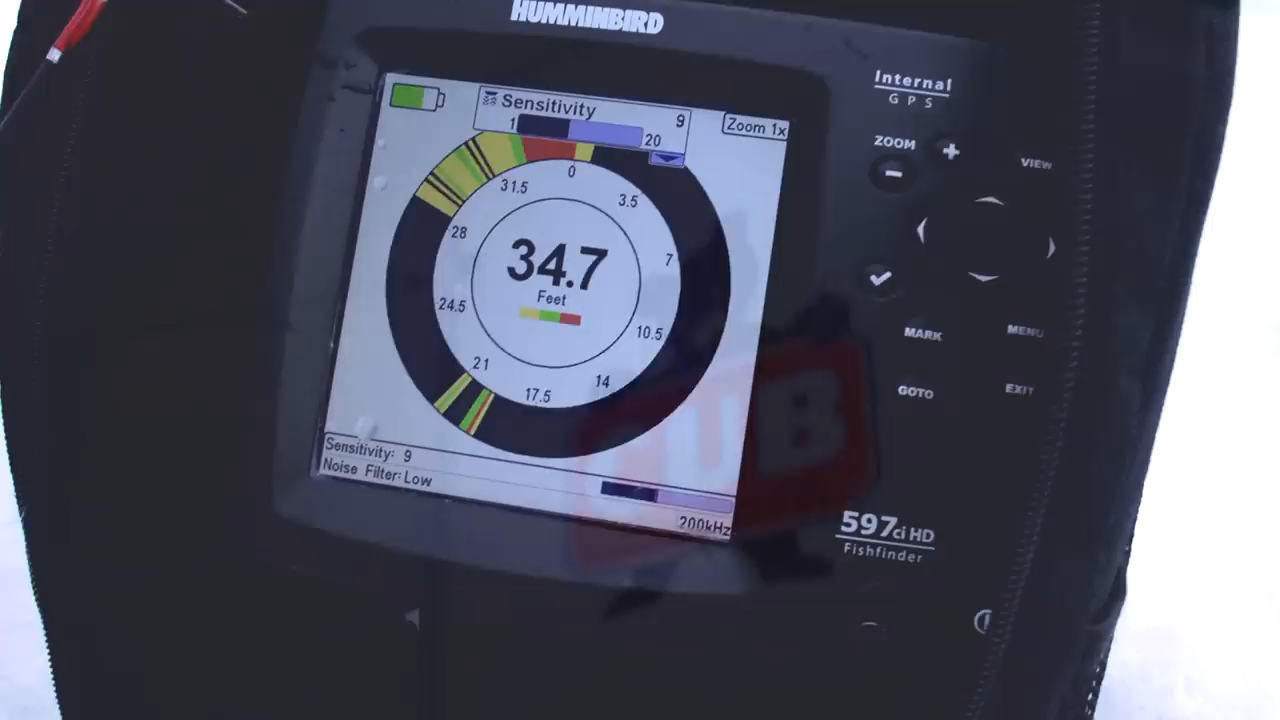 HUMMINBIRD
Internal
GPS
ZOOM
VIEW
MARK
MENU
GOTO
EXIT
597ci HD
Fishfinder
Sensitivity 9
1 20
Zoom 1x
0
3.5
7
10.5
14
17.5
21
24.5
28
31.5
34.7
Feet
Sensitivity: 9
Noise Filter: Low
200kHz